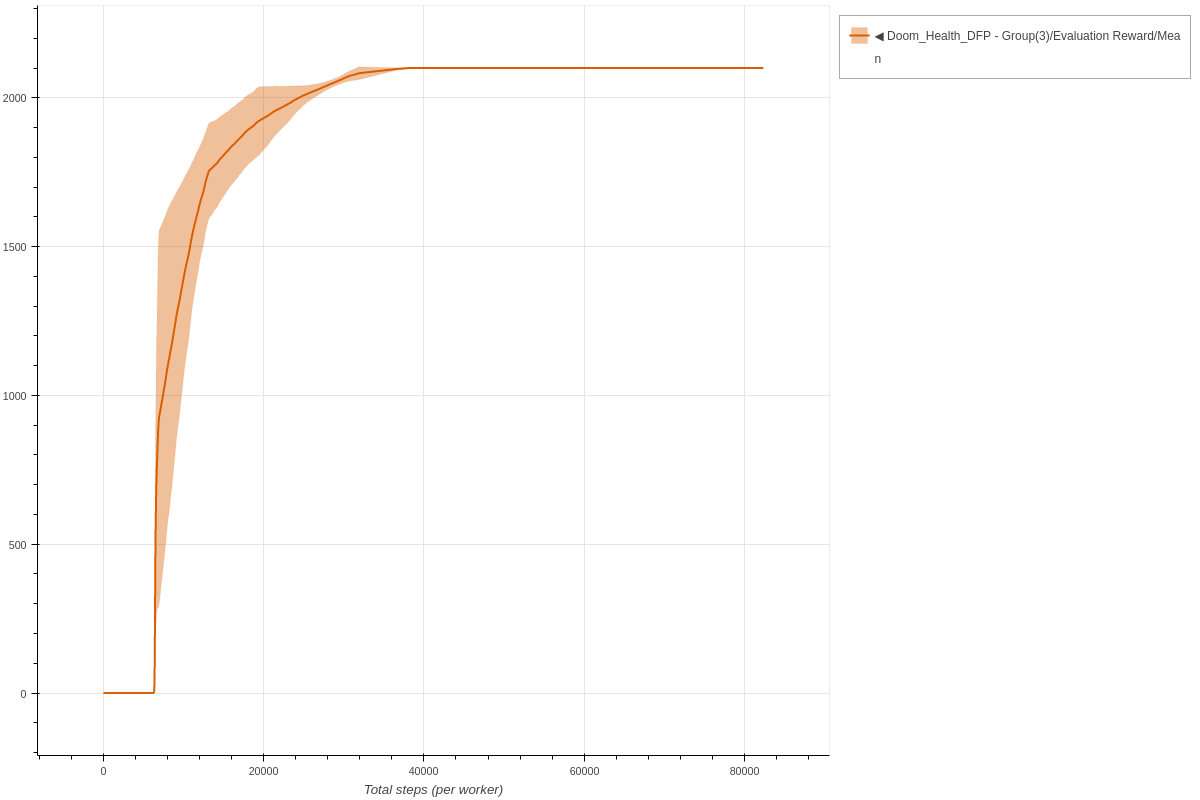 ◀ Doom_Health_DFP - Group(3)/Evaluation Reward/Mea
n
2000
1500
1000
500
0
0 20000 40000 60000 80000
Total steps (per worker)